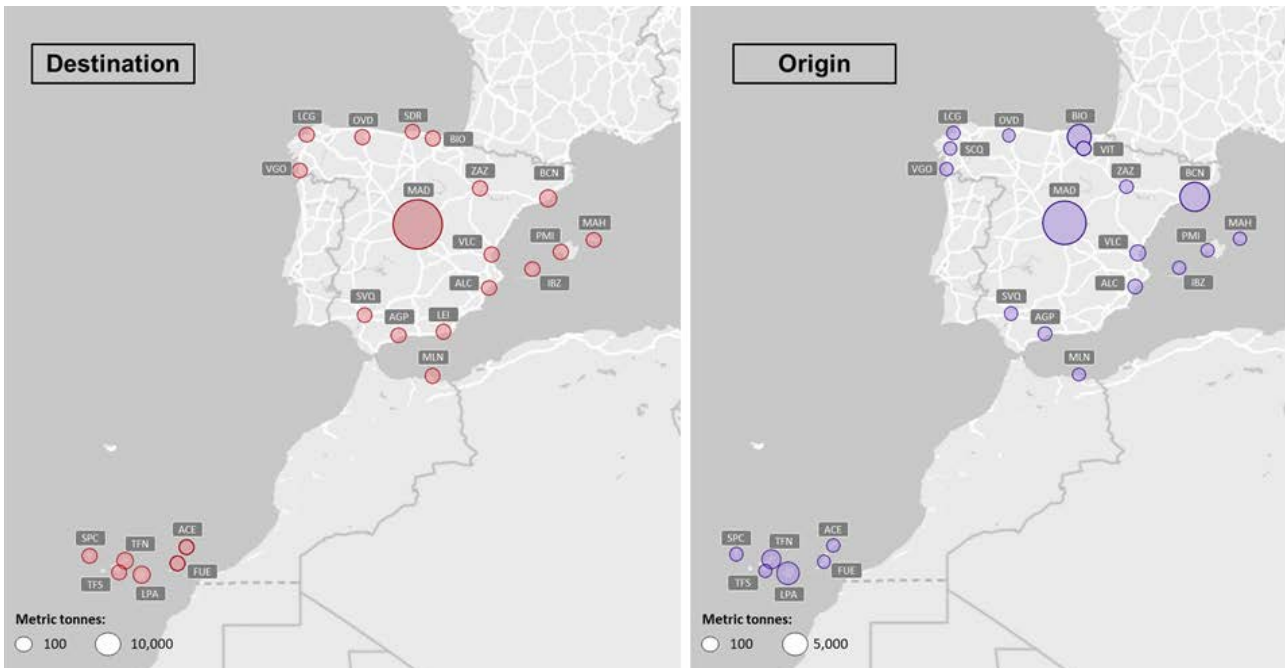 Destination
LCG
OVD
SDR
BIO
VGO
ZAZ
BCN
MAD
MAH
PMI
VLC
IBZ
ALC
SVQ
AGP
LEI
MLN
SPC
TFN
ACE
TFS
LPA
FUE
Metric tonnes:
100 10,000
Origin
LCG
OVD
BIO
SCQ
VIT
VGO
ZAZ
BCN
MAD
MAH
PMI
VLC
IBZ
ALC
SVQ
AGP
MLN
SPC
TFN
ACE
TFS
LPA
FUE
Metric tonnes:
100 5,000